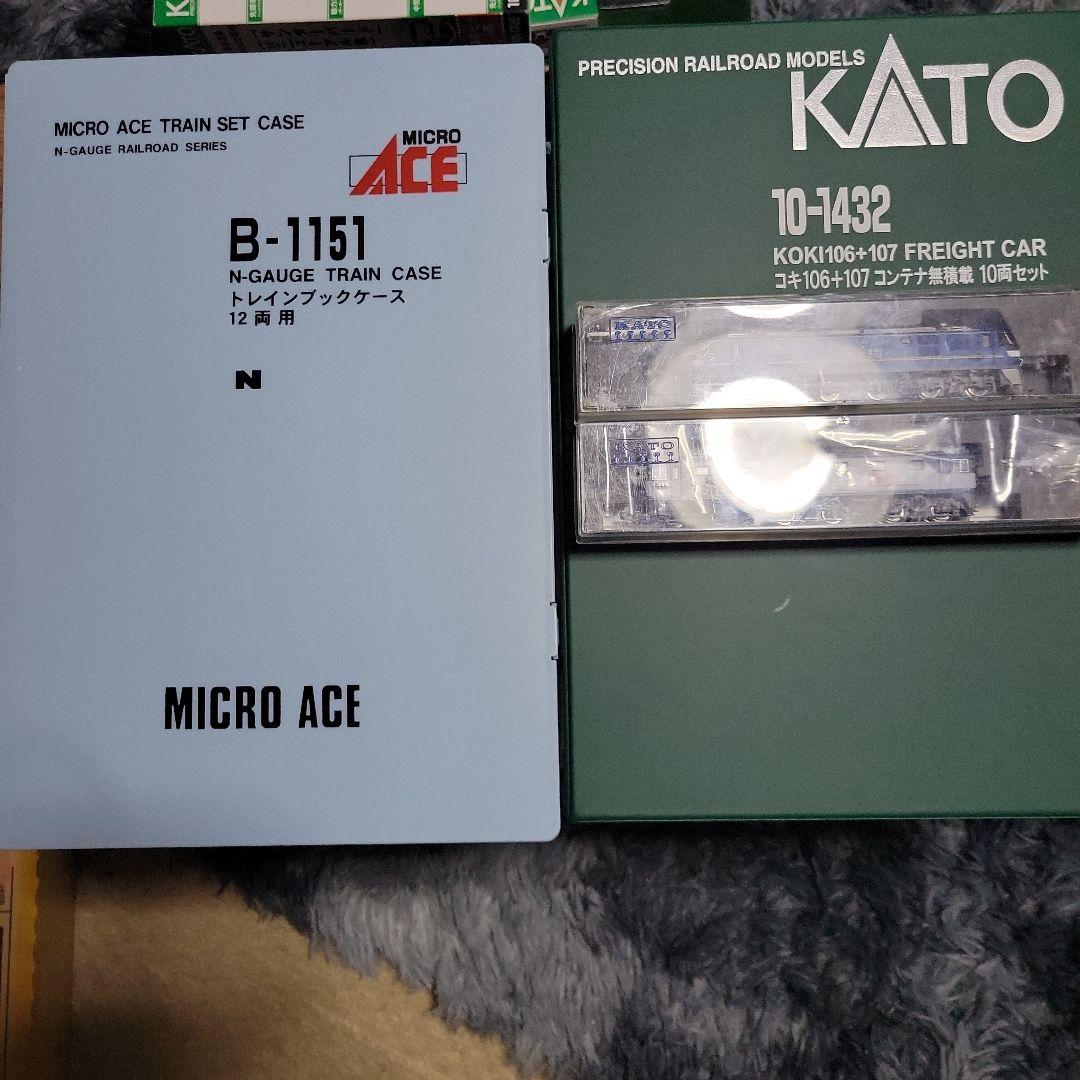 MICRO ACE TRAIN SET CASE
N-GAUGE RAILROAD SERIES
MICRO
ACE
B-1151
N-GAUGE TRAIN CASE
トレインブックケース
12両用
N
MICRO ACE
PRECISION RAILROAD MODELS
KATO
10-1432
KOKI106+107 FREIGHT CAR
コキ106+107 コンテナ無積載 10両セット
KATO
KATO